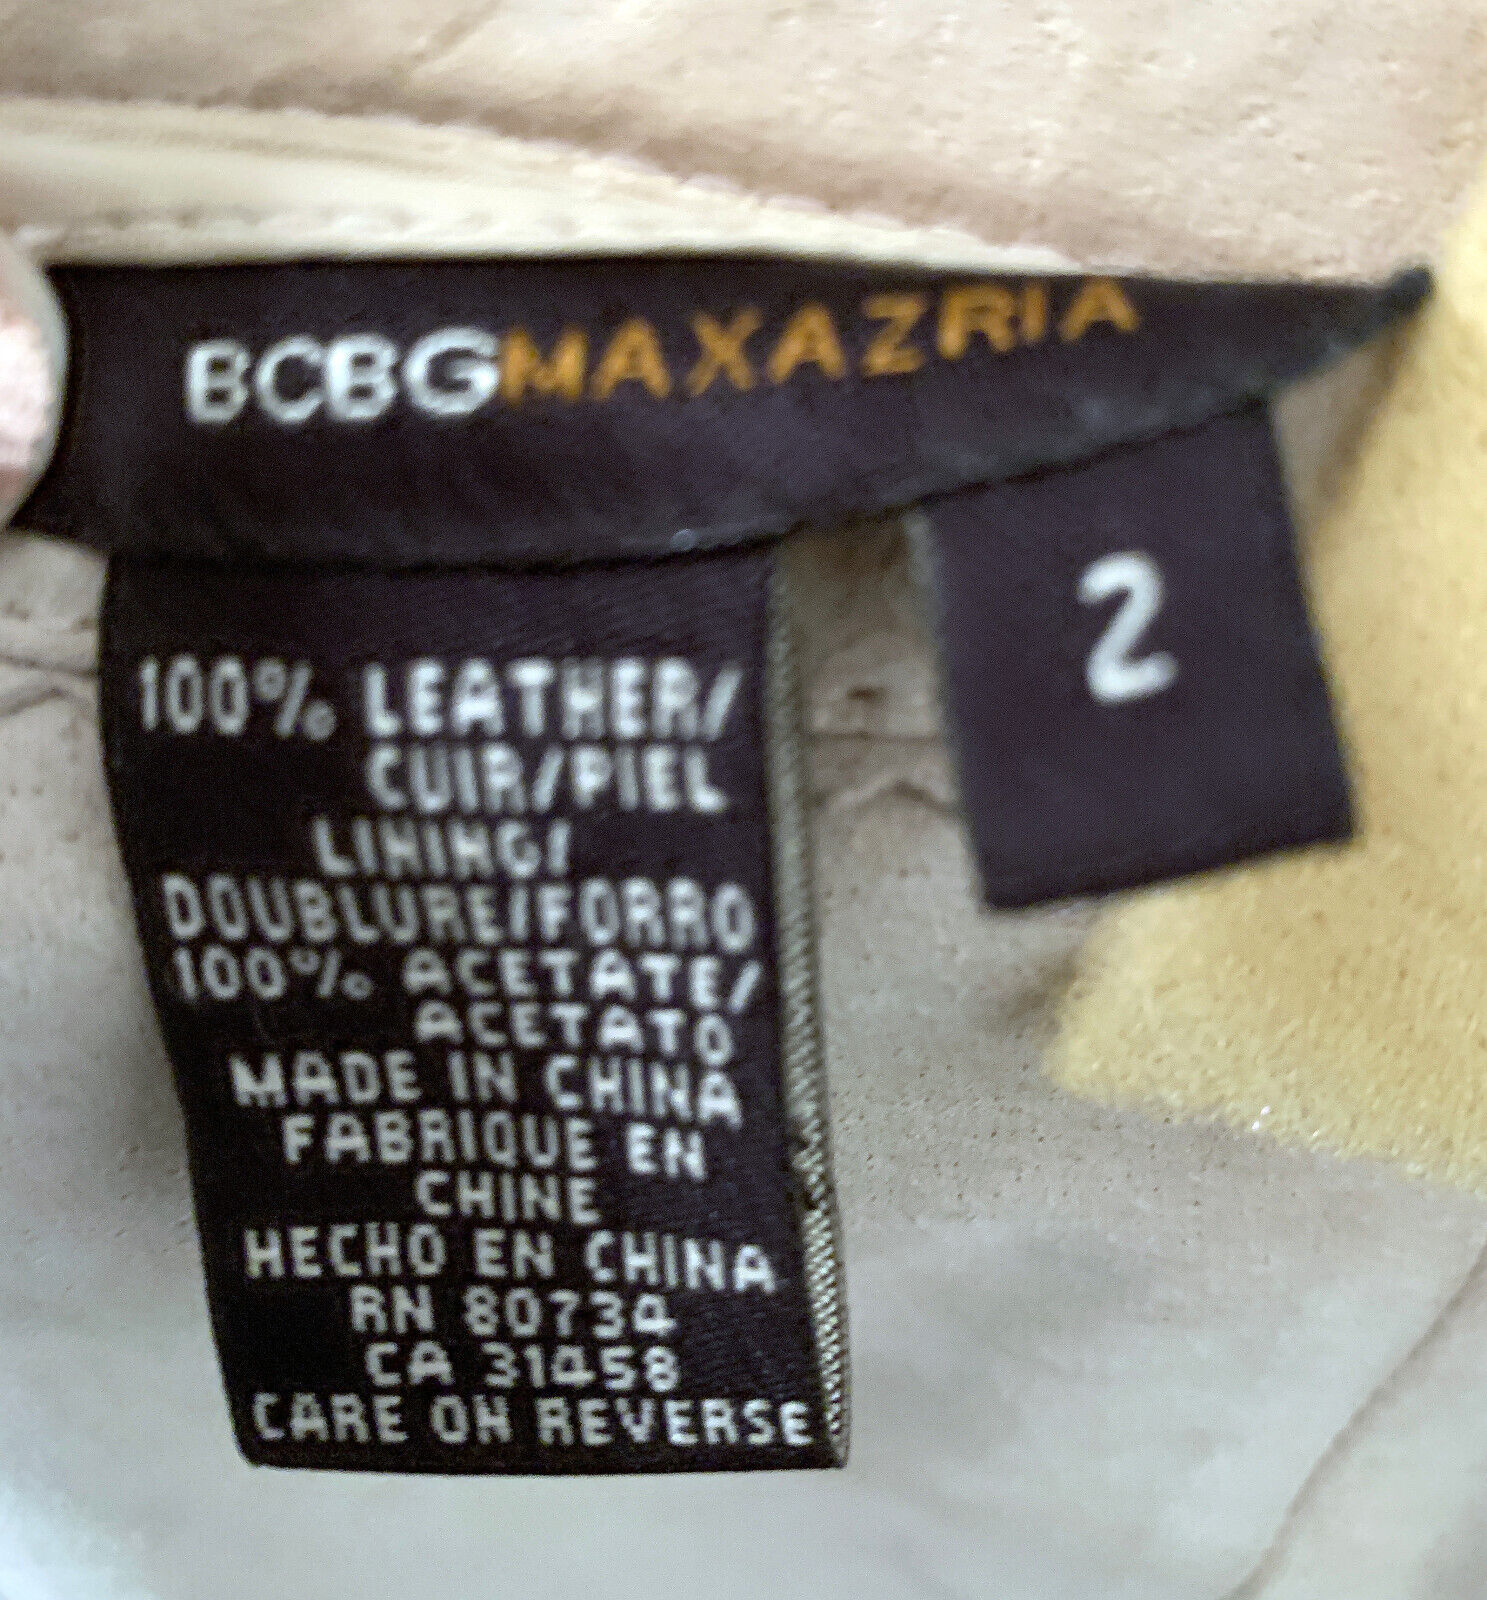 BCBGMAXAZRIA
2
100% LEATHER/
CUIR/PIEL
LINING/
DOUBLURE/FORRO
100% ACETATE/
ACETATO
MADE IN CHINA
FABRIQUE EN
CHINE
HECHO EN CHINA
RN 80734
CA 31458
CARE ON REVERSE